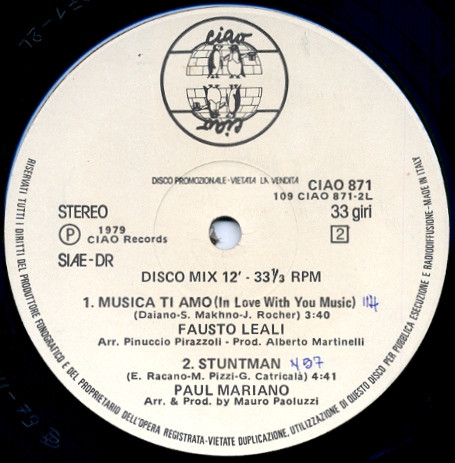 ciao
ciao
DISCO PROMOZIONALE - VIETATA LA VENDITA
CIAO 871
109 CIAO 871-2L
STEREO
33 giri
P 1979
CIAO Records
2
SIAE-DR
DISCO MIX 12' - 33 1/3 RPM
1. MUSICA TI AMO (In Love With You Music)
(Daiano-S. Makhno-J. Rocher) 3:40
FAUSTO LEALI
Arr. Pinuccio Pirazzoli - Prod. Alberto Martinelli
2. STUNTMAN
(E. Racano-M. Pizzi-G. Catricalà) 4:41
PAUL MARIANO
Arr. & Prod. by Mauro Paoluzzi
RISERVATI TUTTI I DIRITTI DEL PRODUTTORE FONOGRAFICO E DEL PROPRIETARIO DELL'OPERA REGISTRATA-VIETATE DUPLICAZIONE, UTILIZZAZIONE DI QUESTO DISCO PER PUBBLICA ESECUZIONE E RADIODIFFUSIONE-MADE IN ITALY